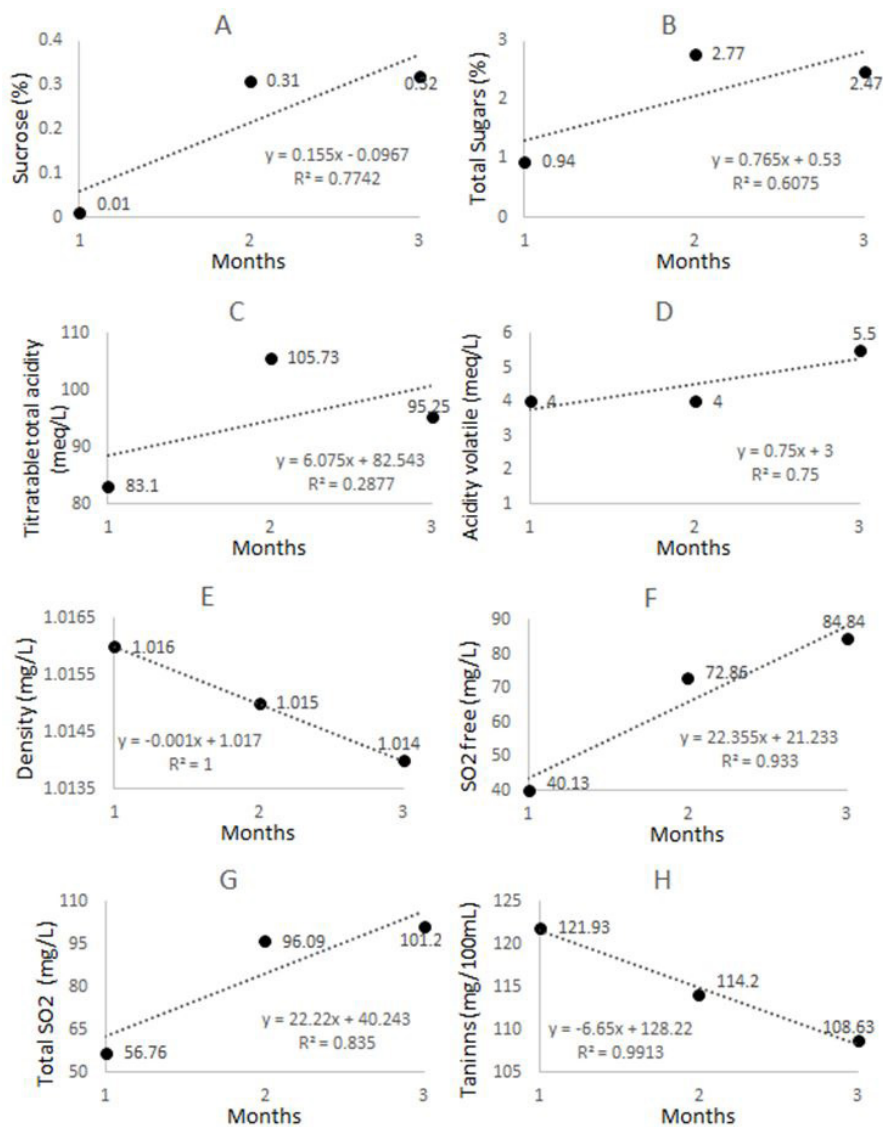 A
Sucrose (%)
0.4
0.3
0.2
0.1
0
0.01
0.31
0.32
y = 0.155x - 0.0967
R² = 0.7742
1
2
3
Months
B
Total Sugars (%)
3
2
1
0
0.94
2.77
2.47
y = 0.765x + 0.53
R² = 0.6075
1
2
3
Months
C
Titratable total acidity
(meq/L)
110
100
90
80
83.1
105.73
95.25
y = 6.075x + 82.543
R² = 0.2877
1
2
3
Months
D
Acidity volatile (meq/L)
6
5
4
3
2
1
4
4
5.5
y = 0.75x + 3
R² = 0.75
1
2
3
Months
E
Density (mg/L)
1.0165
1.0155
1.0145
1.0135
1.016
1.015
1.014
y = -0.001x + 1.017
R² = 1
1
2
3
Months
F
SO2 free (mg/L)
90
80
70
60
50
40
40.13
72.86
84.84
y = 22.355x + 21.233
R² = 0.933
1
2
3
Months
G
Total SO2 (mg/L)
110
95
80
65
50
56.76
96.09
101.2
y = 22.22x + 40.243
R² = 0.835
1
2
3
Months
H
Taninns (mg/100mL)
125
120
115
110
105
121.93
114.2
108.63
y = -6.65x + 128.22
R² = 0.9913
1
2
3
Months